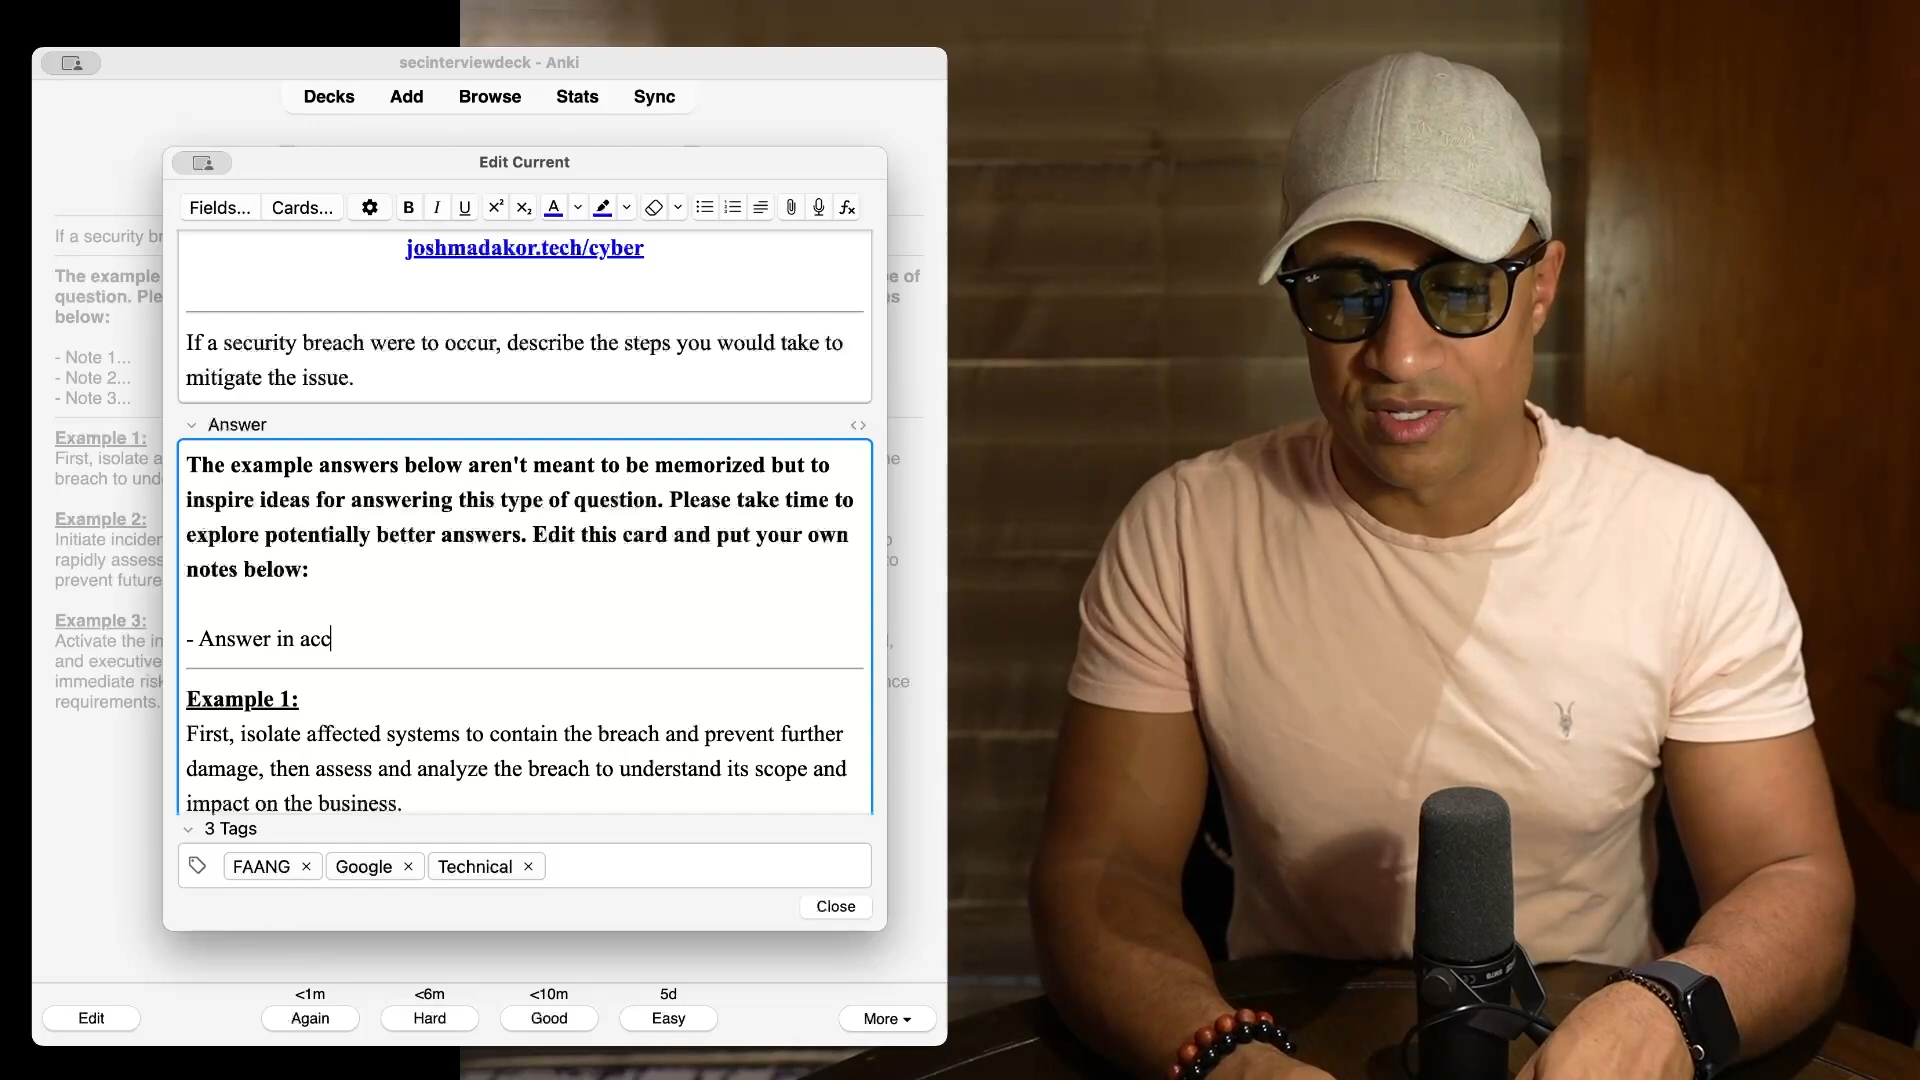 secinterviewdeck - Anki
Decks Add Browse Stats Sync
Edit Current
Fields... Cards... B I U X² X₂ A fx
joshmadakor.tech/cyber
If a security breach were to occur, describe the steps you would take to
mitigate the issue.
Answer <>
The example answers below aren't meant to be memorized but to
inspire ideas for answering this type of question. Please take time to
explore potentially better answers. Edit this card and put your own
notes below:
- Answer in acc
Example 1:
First, isolate affected systems to contain the breach and prevent further
damage, then assess and analyze the breach to understand its scope and
impact on the business.
3 Tags
FAANG × Google × Technical ×
Close
If a security br
The example e of
question. Ple s
below:
- Note 1...
- Note 2...
- Note 3...
Example 1:
First, isolate a e
breach to und
Example 2:
Initiate inciden o
rapidly assess o
prevent future
Example 3:
Activate the in ,
and executive
immediate risk nce
requirements.
<1m <6m <10m 5d
Edit Again Hard Good Easy More
Ray-Ban